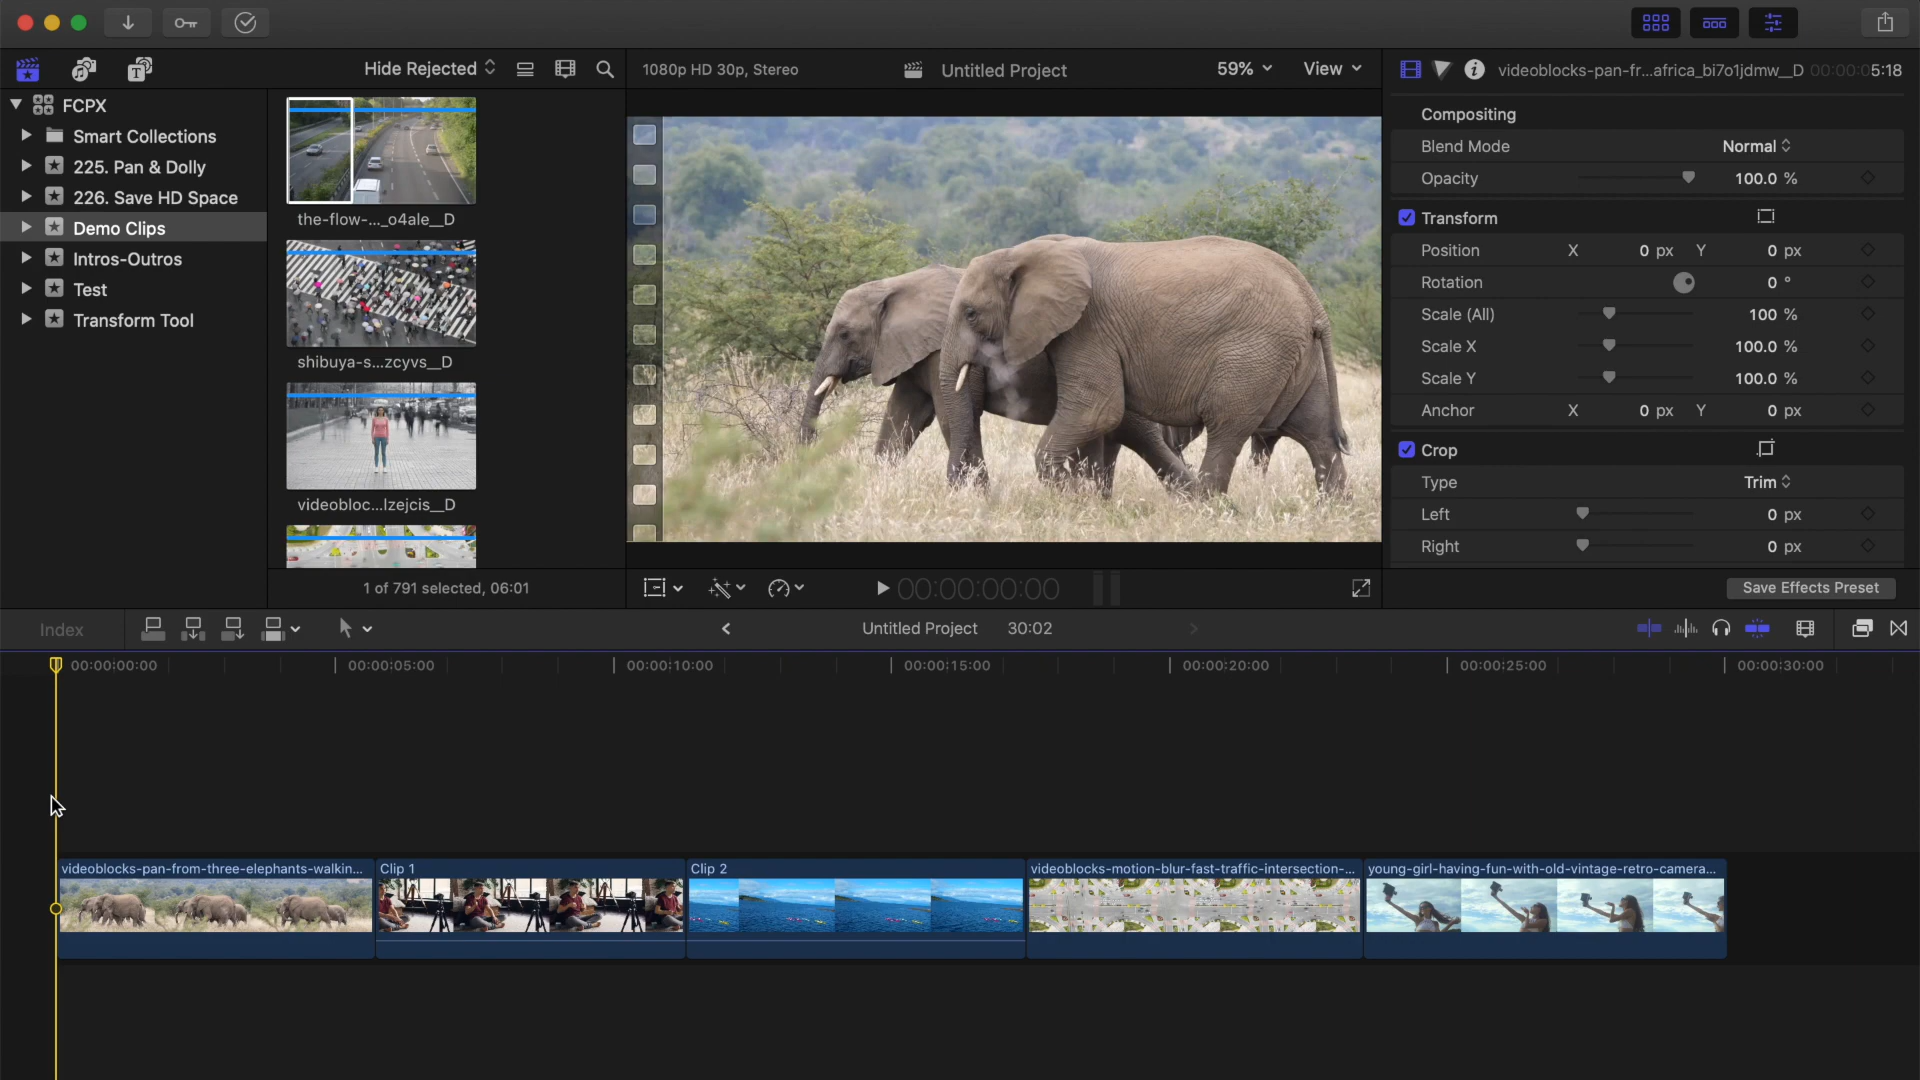 Hide Rejected
1080p HD 30p, Stereo
Untitled Project
59%
View
videoblocks-pan-fr...africa_bi7o1jdmw__D
00:00:05:18
FCPX
Smart Collections
225. Pan & Dolly
226. Save HD Space
Demo Clips
Intros-Outros
Test
Transform Tool
the-flow-..._o4ale__D
shibuya-s...zcyvs__D
videobloc...lzejcis__D
1 of 791 selected, 06:01
00:00:00:00
Compositing
Blend Mode
Normal
Opacity
100.0 %
Transform
Position X 0 px Y 0 px
Rotation 0 °
Scale (All) 100 %
Scale X 100.0 %
Scale Y 100.0 %
Anchor X 0 px Y 0 px
Crop
Type Trim
Left 0 px
Right 0 px
Save Effects Preset
Index
Untitled Project
30:02
00:00:00:00
00:00:05:00
00:00:10:00
00:00:15:00
00:00:20:00
00:00:25:00
00:00:30:00
videoblocks-pan-from-three-elephants-walkin...
Clip 1
Clip 2
videoblocks-motion-blur-fast-traffic-intersection-...
young-girl-having-fun-with-old-vintage-retro-camera...